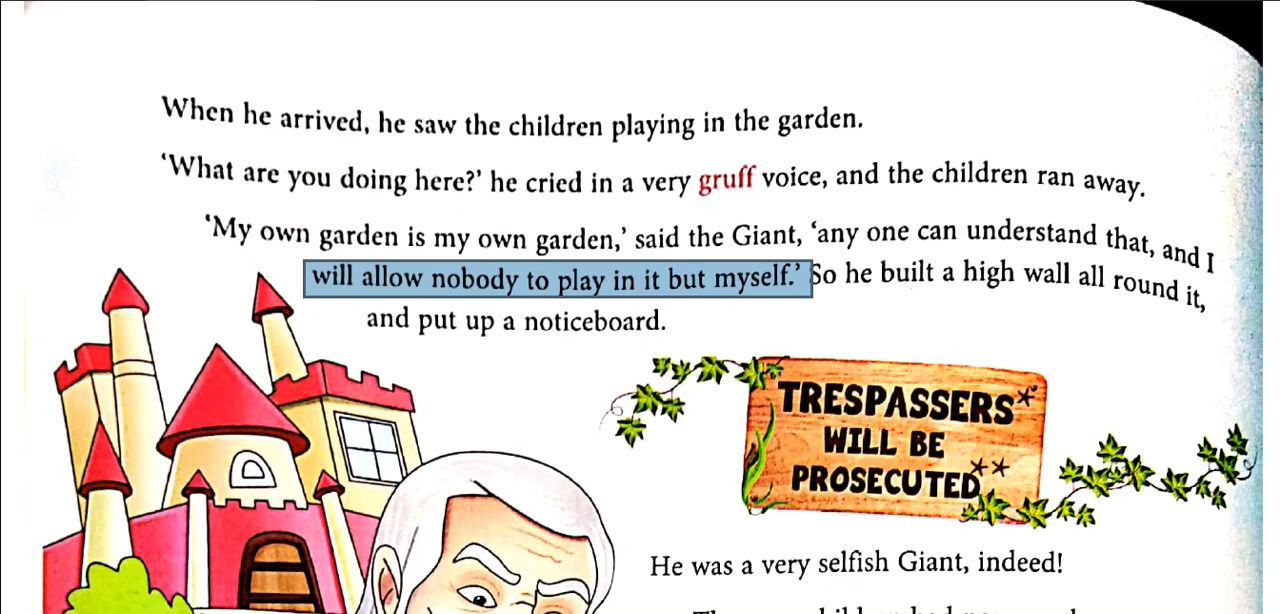 When he arrived, he saw the children playing in the garden.
‘What are you doing here?’ he cried in a very gruff voice, and the children ran away.
‘My own garden is my own garden,’ said the Giant, ‘any one can understand that, and I
will allow nobody to play in it but myself.’ So he built a high wall all round it,
and put up a noticeboard.
TRESPASSERS*
WILL BE
PROSECUTED**
He was a very selfish Giant, indeed!